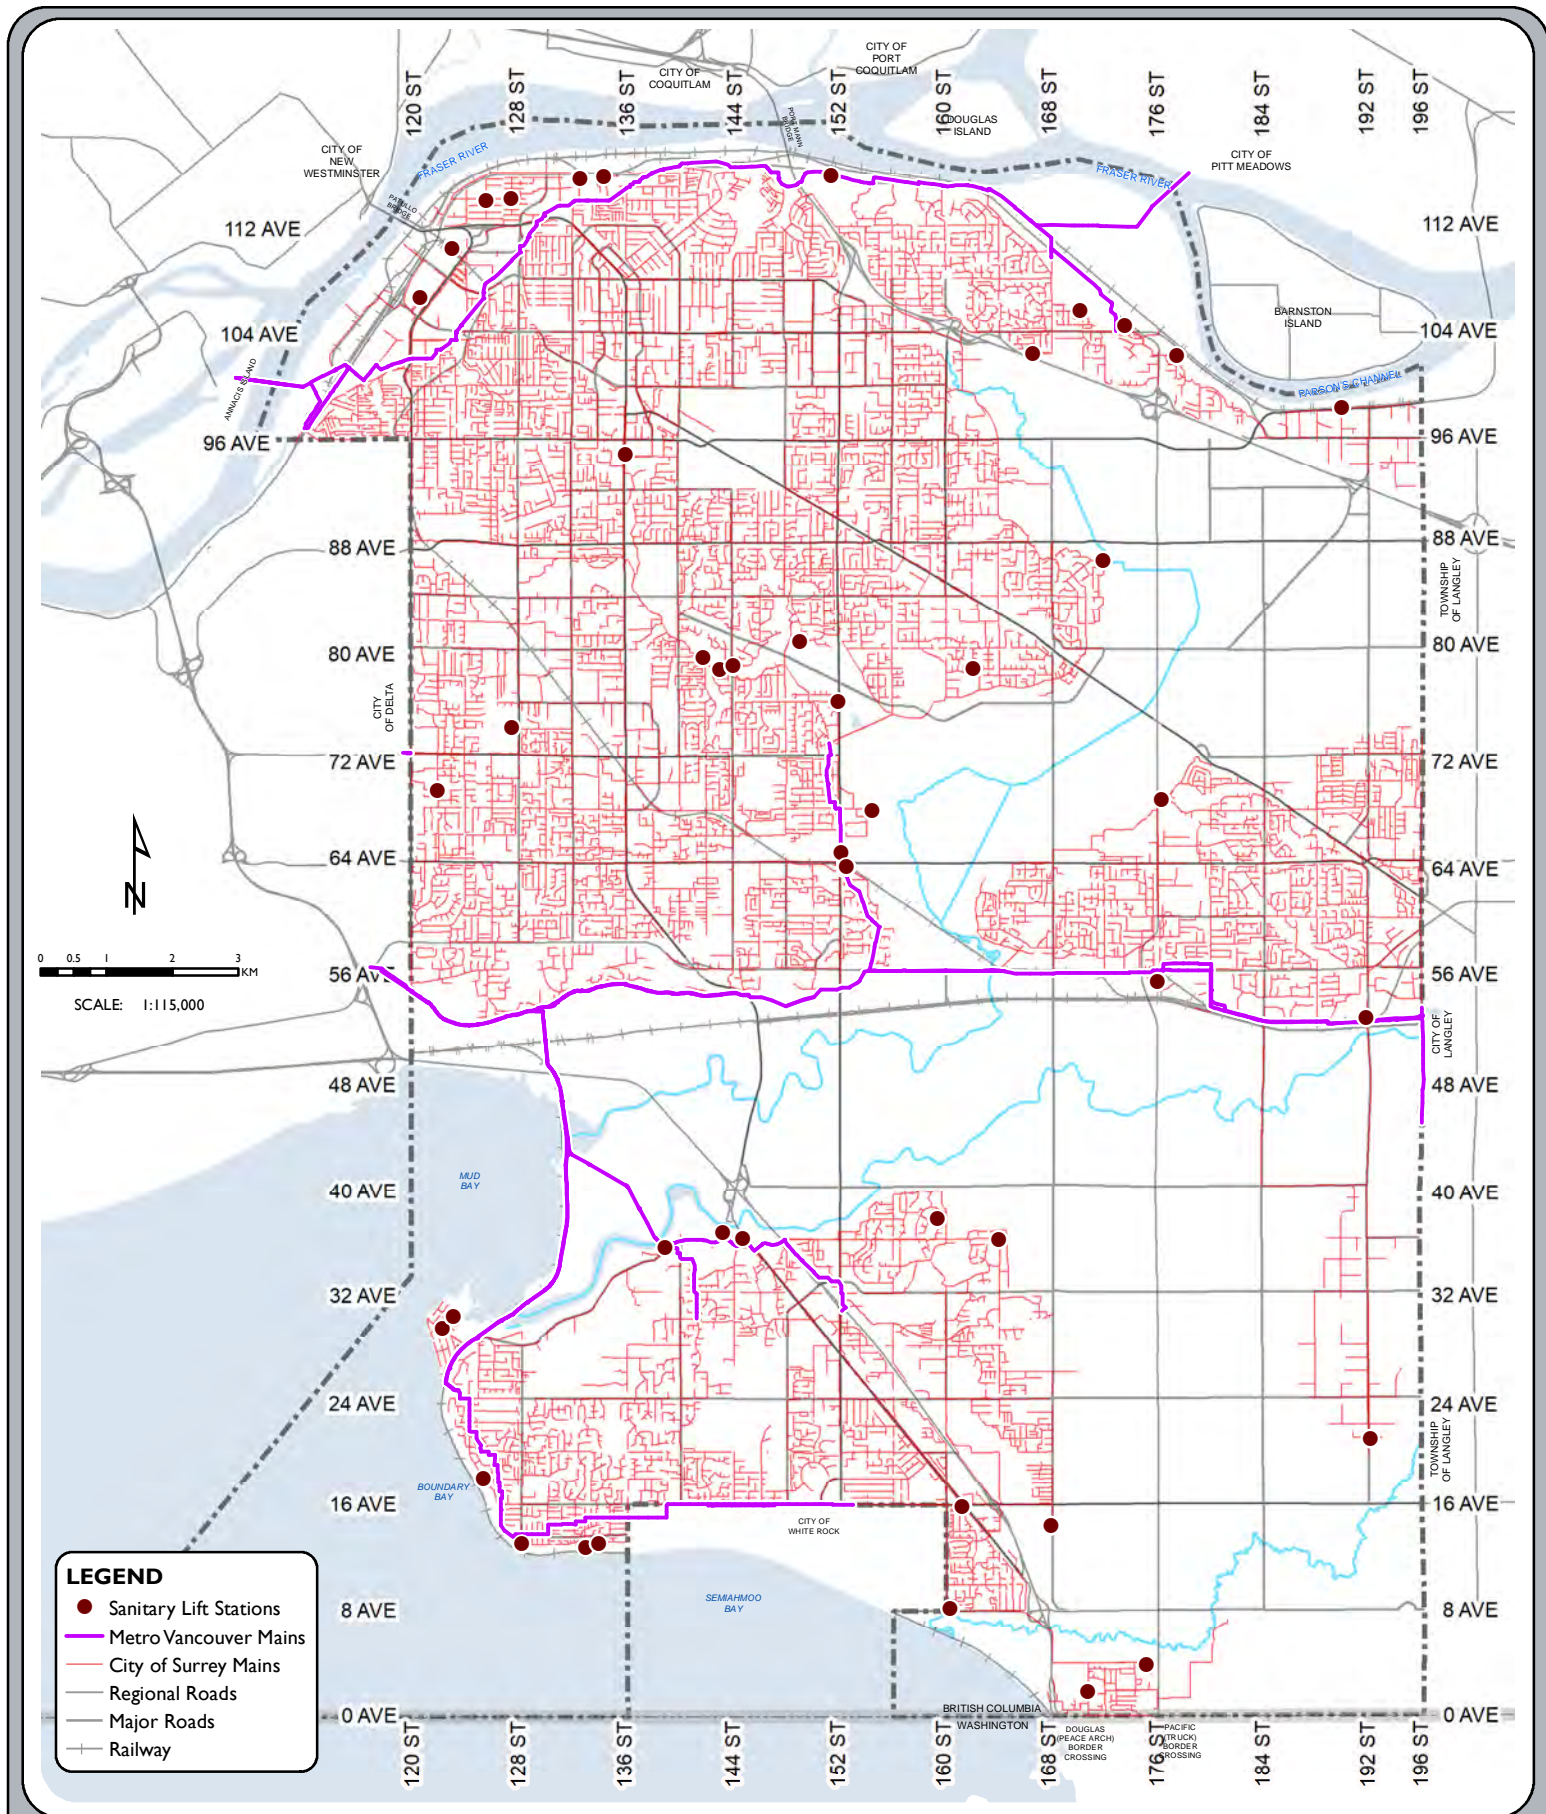 CITY OF
PORT
COQUITLAM
CITY OF
COQUITLAM
120 ST
128 ST
136 ST
144 ST
152 ST
160 ST
168 ST
176 ST
184 ST
192 ST
196 ST
PORT MANN
BRIDGE
DOUGLAS
ISLAND
CITY OF
NEW
WESTMINSTER
FRASER RIVER
FRASER RIVER
CITY OF
PITT MEADOWS
PATULLO
BRIDGE
112 AVE
112 AVE
BARNSTON
ISLAND
104 AVE
104 AVE
ANNACIS ISLAND
PARSON'S CHANNEL
96 AVE
96 AVE
88 AVE
88 AVE
TOWNSHIP
OF LANGLEY
80 AVE
80 AVE
CITY
OF DELTA
72 AVE
72 AVE
64 AVE
64 AVE
N
0 0.5 1 2 3
KM
SCALE: 1:115,000
56 AVE
56 AVE
CITY OF
LANGLEY
48 AVE
48 AVE
MUD
BAY
40 AVE
40 AVE
32 AVE
32 AVE
24 AVE
24 AVE
TOWNSHIP
OF LANGLEY
BOUNDARY
BAY
16 AVE
16 AVE
CITY OF
WHITE ROCK
SEMIAHMOO
BAY
8 AVE
8 AVE
LEGEND
Sanitary Lift Stations
Metro Vancouver Mains
City of Surrey Mains
Regional Roads
Major Roads
Railway
0 AVE
0 AVE
BRITISH COLUMBIA
WASHINGTON
DOUGLAS
(PEACE ARCH)
BORDER
CROSSING
PACIFIC
(TRUCK)
BORDER
CROSSING
120 ST
128 ST
136 ST
144 ST
152 ST
160 ST
168 ST
176 ST
184 ST
192 ST
196 ST